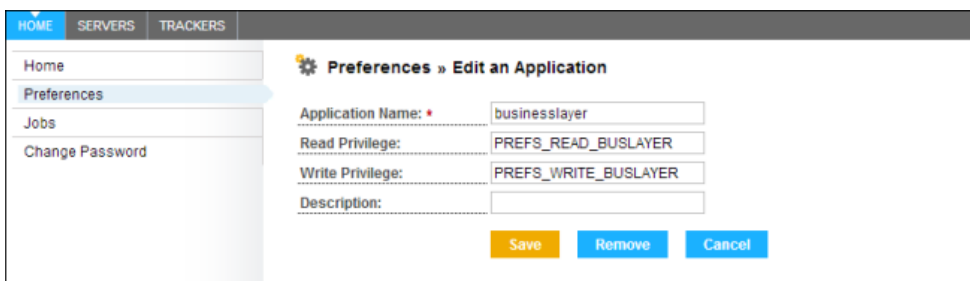 HOME SERVERS TRACKERS
Home
Preferences
Jobs
Change Password
Preferences » Edit an Application
Application Name: * businesslayer
Read Privilege: PREFS_READ_BUSLAYER
Write Privilege: PREFS_WRITE_BUSLAYER
Description:
Save Remove Cancel